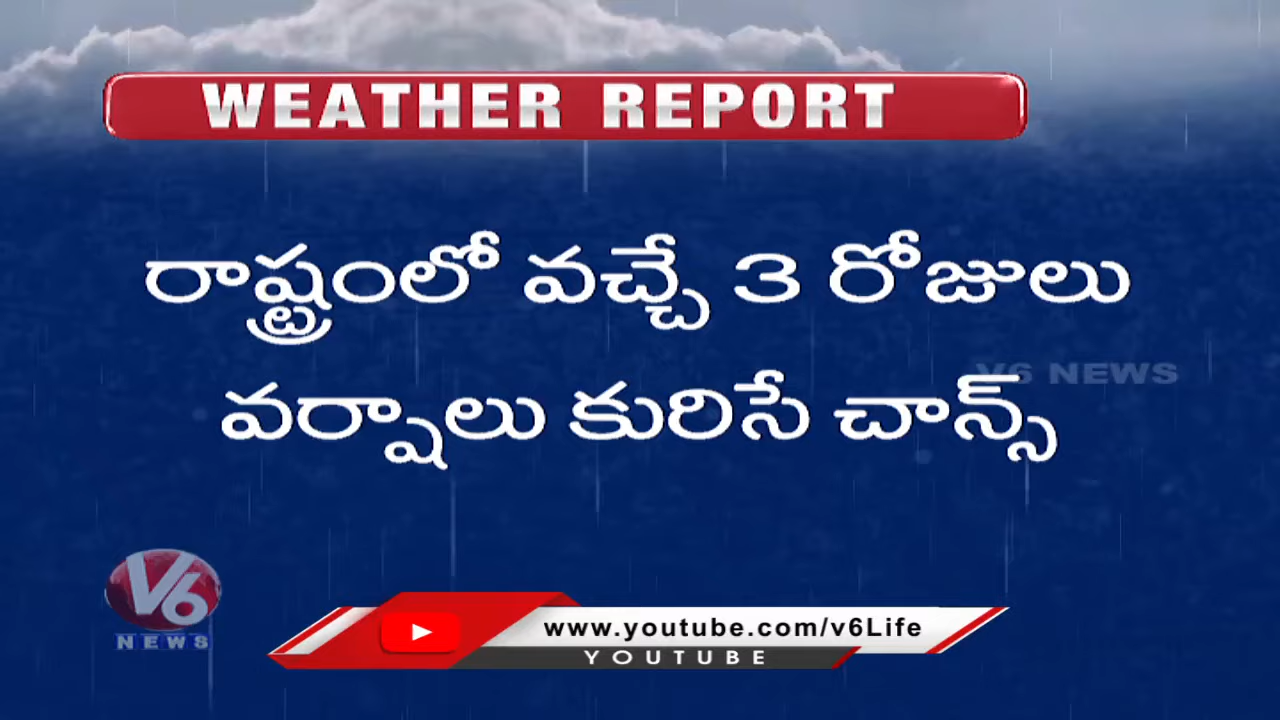 WEATHER REPORT
రాష్ట్రంలో వచ్చే 3 రోజులు
V6 NEWS
వర్షాలు కురిసే చాన్స్
V6
NEWS
www.youtube.com/v6Life
YOUTUBE